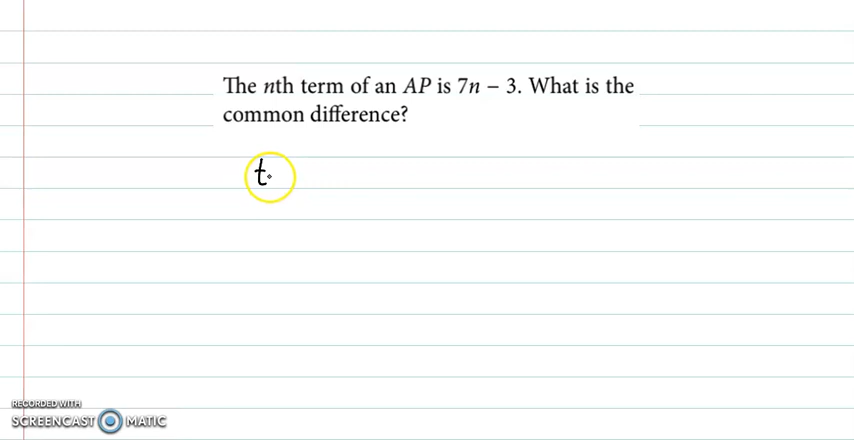 The nth term of an AP is 7n − 3. What is the
common difference?
t
RECORDED WITH
SCREENCAST MATIC